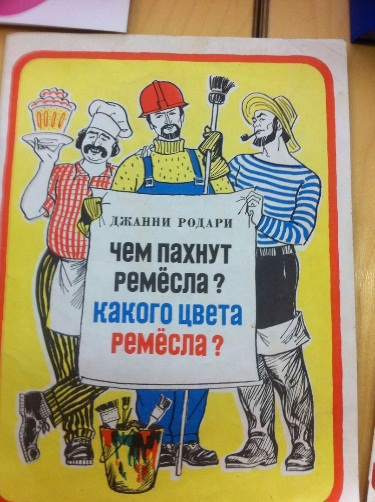 ДЖАННИ РОДАРИ
ЧЕМ ПАХНУТ
РЕМЁСЛА?
КАКОГО ЦВЕТА
РЕМЁСЛА?